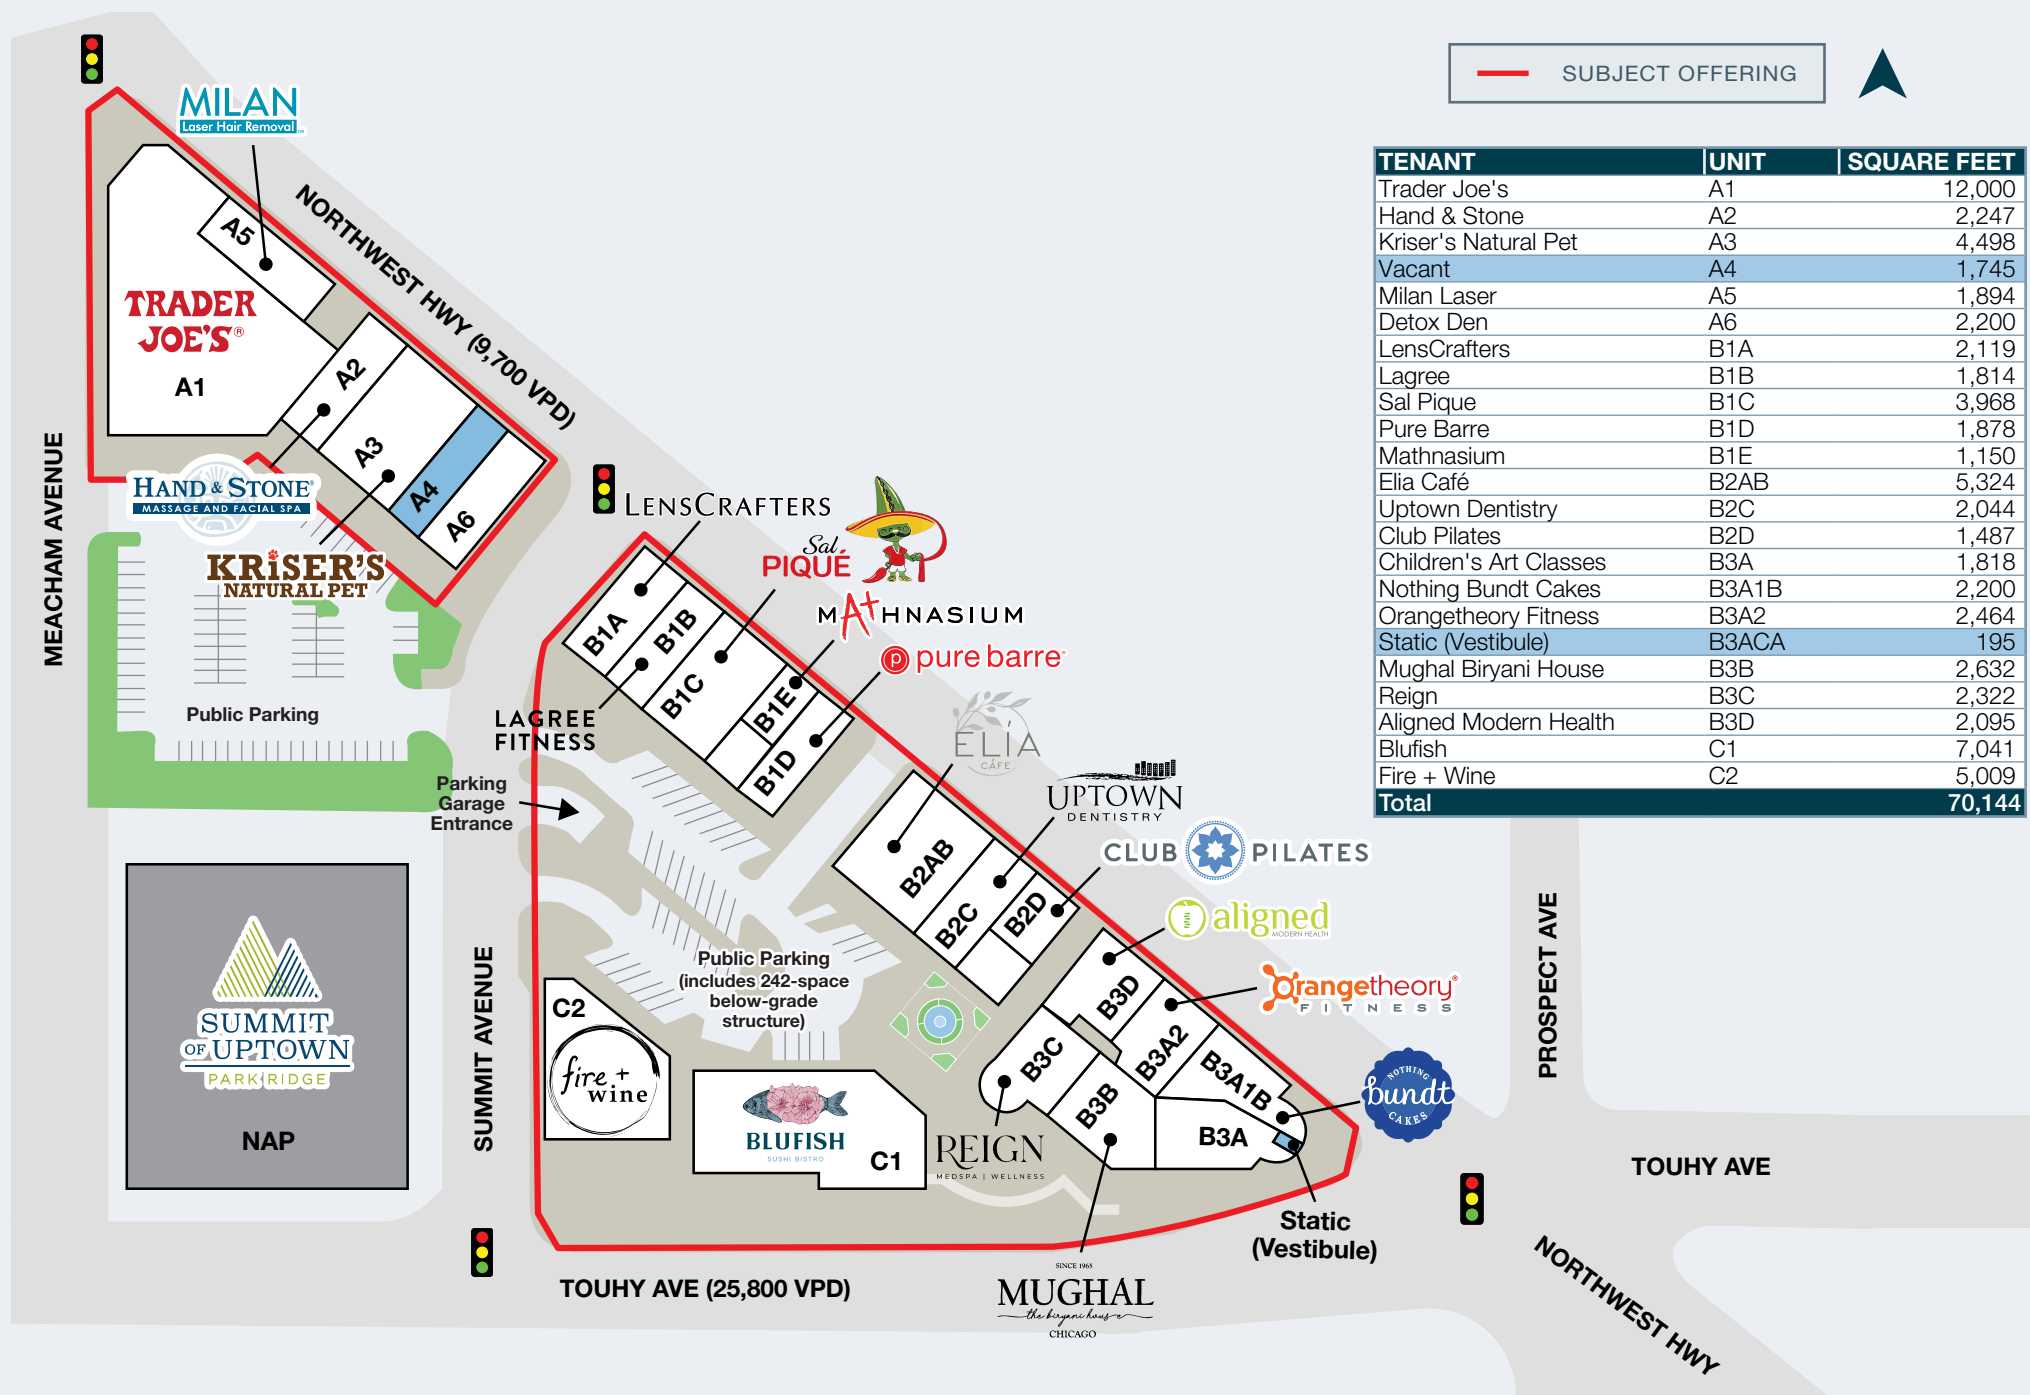 SUBJECT OFFERING
TENANT UNIT SQUARE FEET
Trader Joe's A1 12,000
Hand & Stone A2 2,247
Kriser's Natural Pet A3 4,498
Vacant A4 1,745
Milan Laser A5 1,894
Detox Den A6 2,200
LensCrafters B1A 2,119
Lagree B1B 1,814
Sal Pique B1C 3,968
Pure Barre B1D 1,878
Mathnasium B1E 1,150
Elia Café B2AB 5,324
Uptown Dentistry B2C 2,044
Club Pilates B2D 1,487
Children's Art Classes B3A 1,818
Nothing Bundt Cakes B3A1B 2,200
Orangetheory Fitness B3A2 2,464
Static (Vestibule) B3ACA 195
Mughal Biryani House B3B 2,632
Reign B3C 2,322
Aligned Modern Health B3D 2,095
Blufish C1 7,041
Fire + Wine C2 5,009
Total 70,144
MILAN
Laser Hair Removal
NORTHWEST HWY (9,700 VPD)
A5
TRADER
JOE'S®
A1
A2
A3
A4
A6
HAND & STONE®
MASSAGE AND FACIAL SPA
KRiSER'S
NATURAL PET
MEACHAM AVENUE
Public Parking
LENSCRAFTERS
Sal
PIQUÉ
MA+HNASIUM
p pure barre
B1A
B1B
B1C
B1E
B1D
LAGREE
FITNESS
Parking
Garage
Entrance
ELÍA
CAFE
UPTOWN
DENTISTRY
CLUB PILATES
aligned
MODERN HEALTH
Orangetheory®
FITNESS
B2AB
B2C
B2D
B3D
B3A2
B3A1B
B3C
B3B
B3A
NOTHING
bundt
CAKES
Public Parking
(includes 242-space
below-grade
structure)
C2
fire +
wine
BLUFISH
SUSHI BISTRO
C1
REIGN
MEDSPA | WELLNESS
SUMMIT
OF UPTOWN
PARK RIDGE
NAP
SUMMIT AVENUE
PROSPECT AVE
TOUHY AVE
Static
(Vestibule)
TOUHY AVE (25,800 VPD)
SINCE 1965
MUGHAL
the biryani house
CHICAGO
NORTHWEST HWY